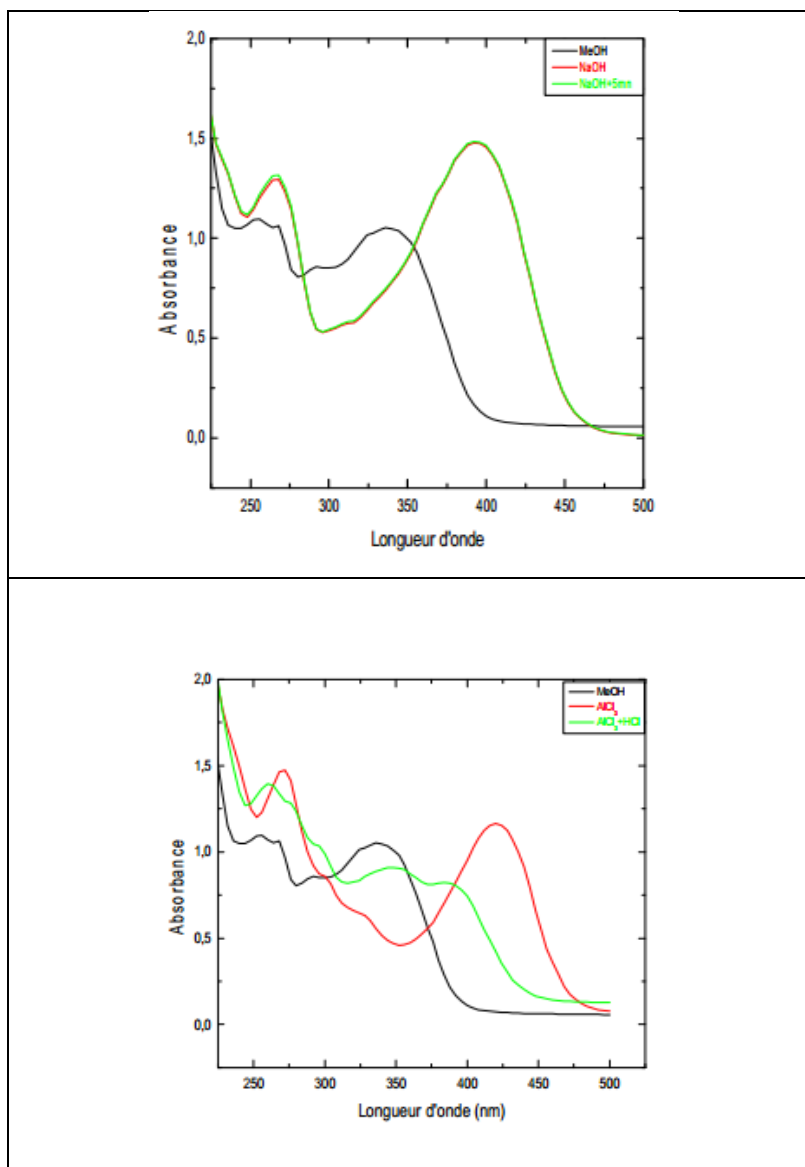 2,0
MeOH
NaOH
NaOH+5mn
1,5
1,0
0,5
0,0
Absorbance
250 300 350 400 450 500
Longueur d'onde
2,0
MeOH
AlCl3
AlCl3+HCl
1,5
1,0
0,5
0,0
Absorbance
250 300 350 400 450 500
Longueur d'onde (nm)